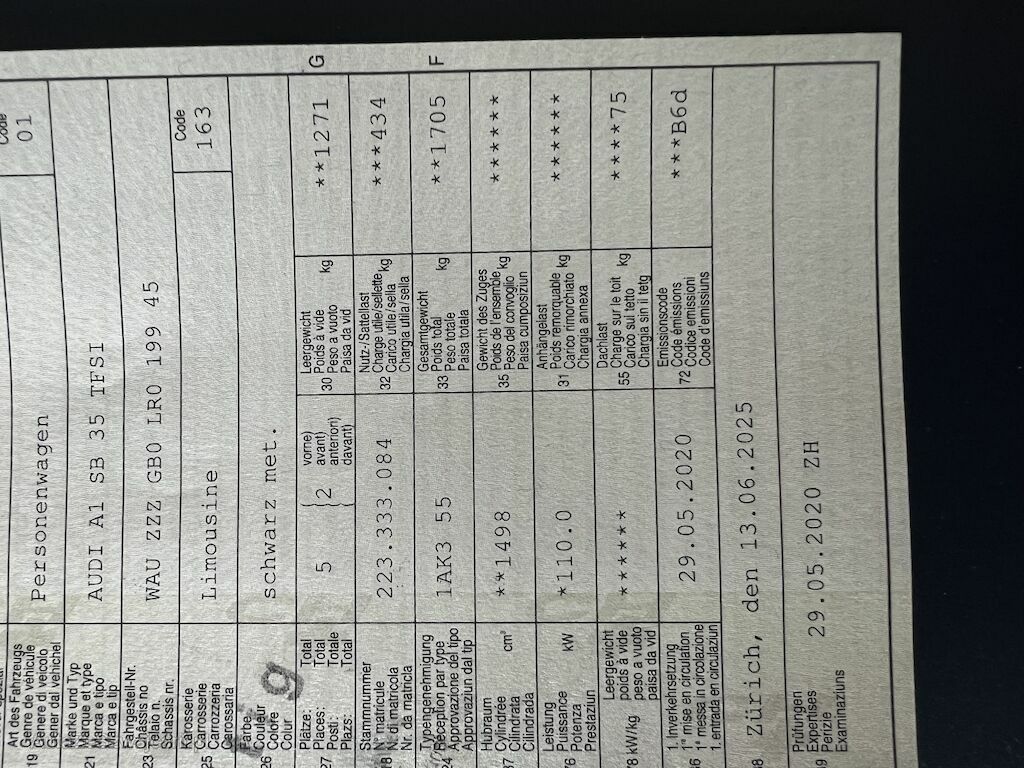 Art des Fahrzeugs
Genre de véhicule
Genere di veicolo
Gener dal vehichel
19
Personenwagen
Code
01
Marke und Typ
Marque et type
Marca e tipo
Marca e tip
21
AUDI A1 SB 35 TFSI
Fahrgestell-Nr.
Châssis no
Telaio n.
Schassis nr.
23
WAU ZZZ GB0 LR0 199 45
Karosserie
Carrosserie
Carrozzeria
Carossaria
25
Limousine
Code
163
Farbe
Couleur
Colore
Colur
26
schwarz met.
g
Plätze: Total
Places: Total
Posti: Totale
Plazs: Total
27
5
2
vorne)
avant)
anteriori)
davant)
Leergewicht
Poids à vide
Peso a vuoto
Paisa da vid
30
kg
**1271
G
Stammnummer
N° matricule
Nr. di matricola
Nr. da matricla
18
223.333.084
Nutz-/Sattellast
Charge utile/sellette
Carico utile/sella
Chargia utila/sella
32
kg
***434
Typengenehmigung
Réception par type
Approvazione del tipo
Approvaziun dal tip
24
1AK3 55
Gesamtgewicht
Poids total
Peso totale
Paisa totala
33
kg
**1705
F
Hubraum
Cylindrée
Cilindrata
Cilindrada
37
cm³
**1498
Gewicht des Zuges
Poids de l'ensemble
Peso del convoglio
Paisa cumposiziun
35
kg
******
Leistung
Puissance
Potenza
Prestaziun
76
kW
*110.0
Anhängelast
Poids remorquable
Carico rimorchiato
Chargia annexa
31
kg
******
Leergewicht
poids à vide
peso a vuoto
paisa da vid
78 kW/kg
******
Dachlast
Charge sur le toit
Carico sul tetto
Chargia sin il tetg
55
kg
****75
1. Inverkehrsetzung
1re mise en circulation
1a messa in circolazione
1. entrada en circulaziun
36
29.05.2020
Emissionscode
Code émissions
Codice emissioni
Code d'emissiuns
72
***B6d
38
Zürich, den 13.06.2025
Prüfungen
Expertises
Perizie
Examinaziuns
39
29.05.2020 ZH